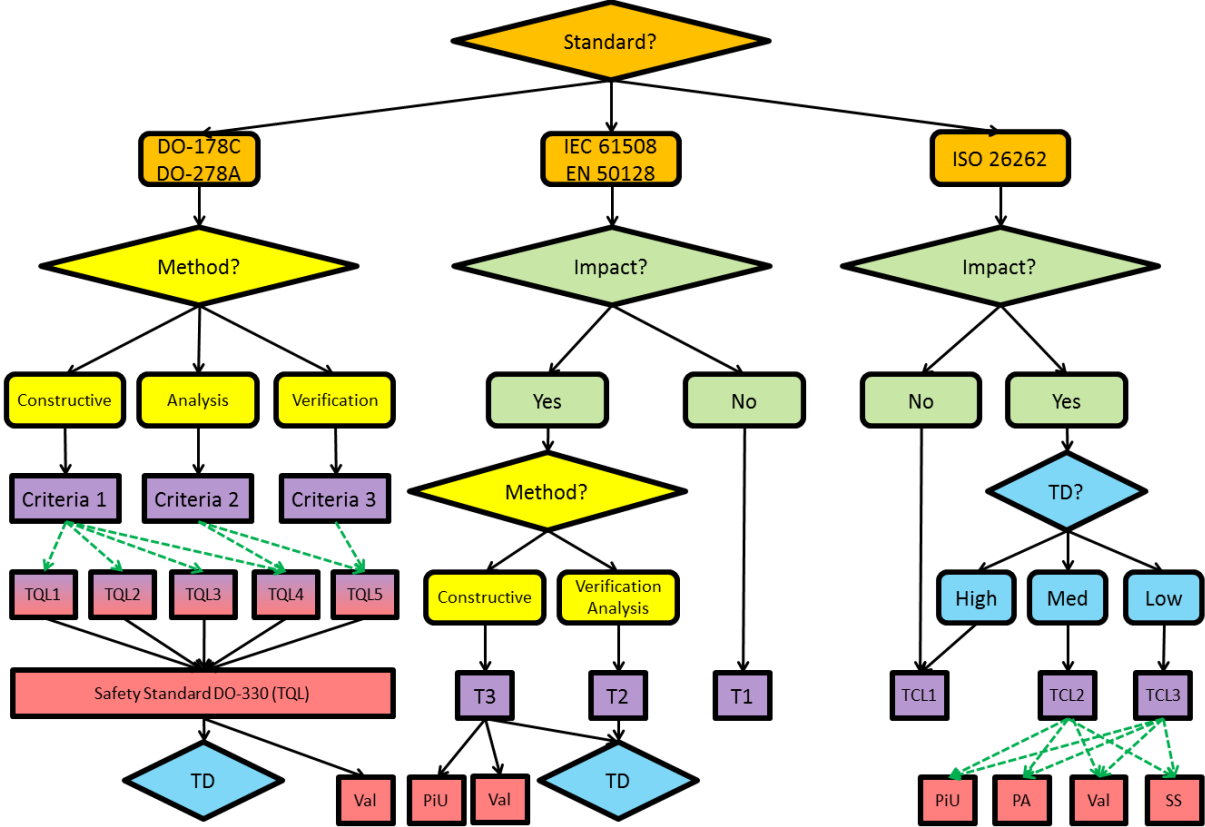 Standard?
DO-178C
DO-278A
IEC 61508
EN 50128
ISO 26262
Method?
Impact?
Impact?
Constructive
Analysis
Verification
Yes
No
No
Yes
Criteria 1
Criteria 2
Criteria 3
Method?
TD?
TQL1
TQL2
TQL3
TQL4
TQL5
Constructive
Verification
Analysis
High
Med
Low
Safety Standard DO-330 (TQL)
T3
T2
T1
TCL1
TCL2
TCL3
TD
Val
PiU
Val
TD
PiU
PA
Val
SS